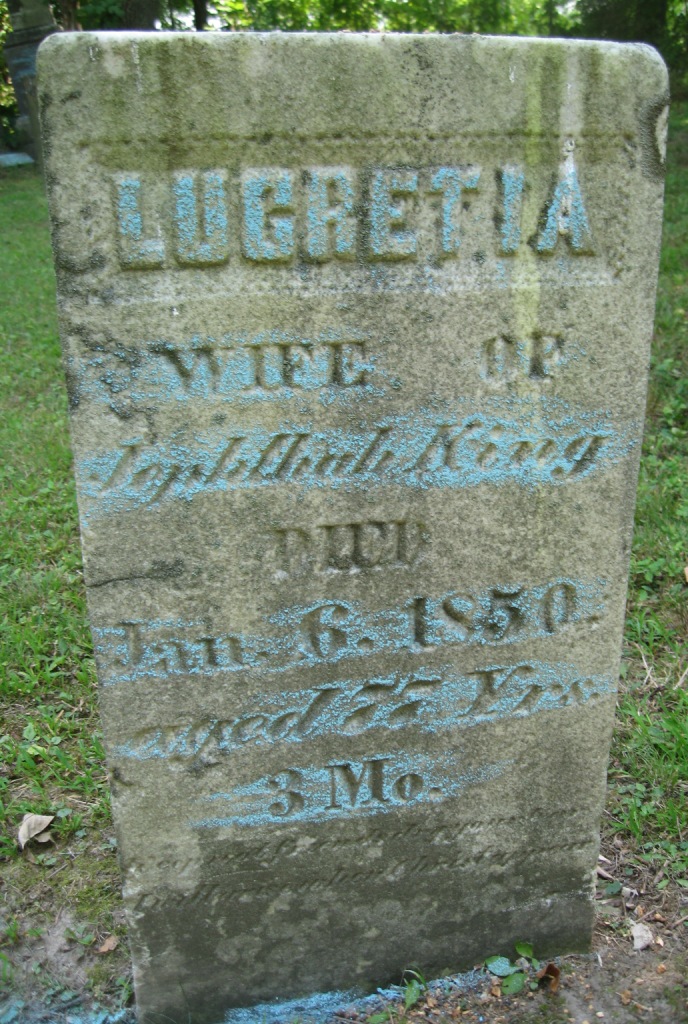 LUCRETIA
WIFE OF
Jephthah King
DIED
Jan. 6. 1850.
aged 77 Yrs.
3 Mo.